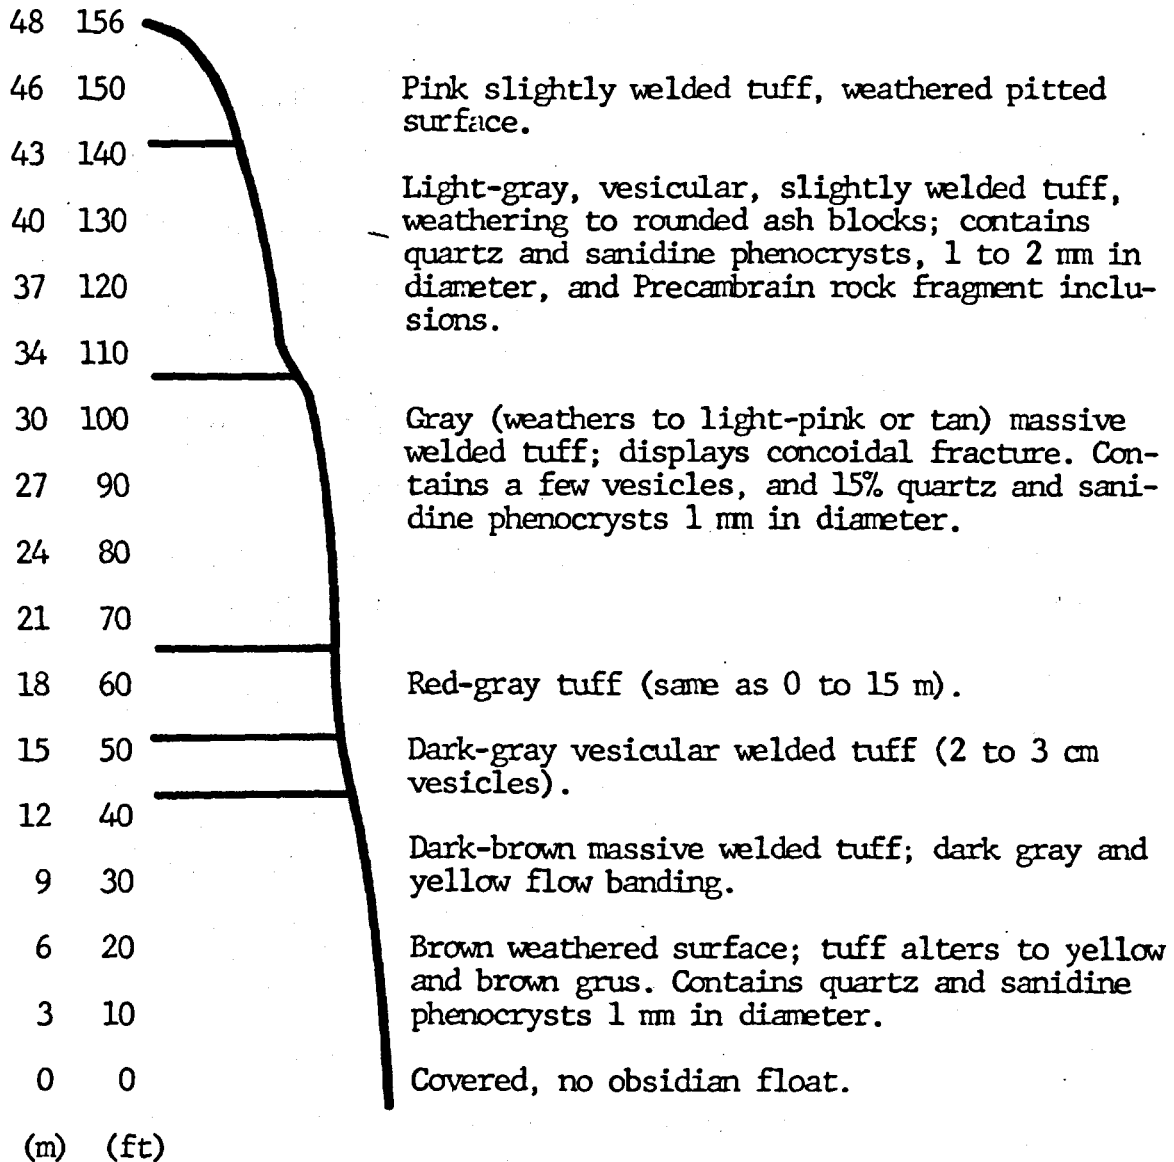 48 156
46 150 Pink slightly welded tuff, weathered pitted
surface.
43 140
Light-gray, vesicular, slightly welded tuff,
40 130 weathering to rounded ash blocks; contains
quartz and sanidine phenocrysts, 1 to 2 mm in
37 120 diameter, and Precambrain rock fragment inclu-
sions.
34 110
30 100 Gray (weathers to light-pink or tan) massive
welded tuff; displays concoidal fracture. Con-
27 90 tains a few vesicles, and 15% quartz and sani-
dine phenocrysts 1 mm in diameter.
24 80
21 70
18 60 Red-gray tuff (same as 0 to 15 m).
15 50 Dark-gray vesicular welded tuff (2 to 3 cm
vesicles).
12 40
Dark-brown massive welded tuff; dark gray and
9 30 yellow flow banding.
6 20 Brown weathered surface; tuff alters to yellow
and brown grus. Contains quartz and sanidine
3 10 phenocrysts 1 mm in diameter.
0 0 Covered, no obsidian float.
(m) (ft)